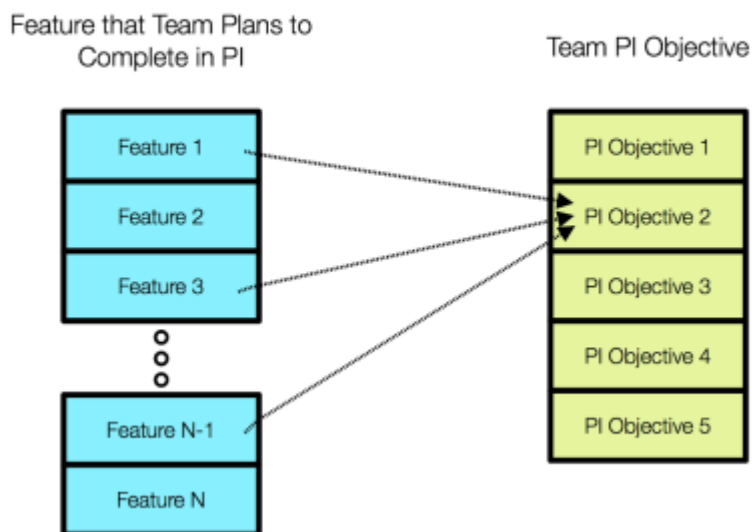 Feature that Team Plans to
Complete in PI
Team PI Objective
Feature 1
Feature 2
Feature 3
Feature N-1
Feature N
PI Objective 1
PI Objective 2
PI Objective 3
PI Objective 4
PI Objective 5